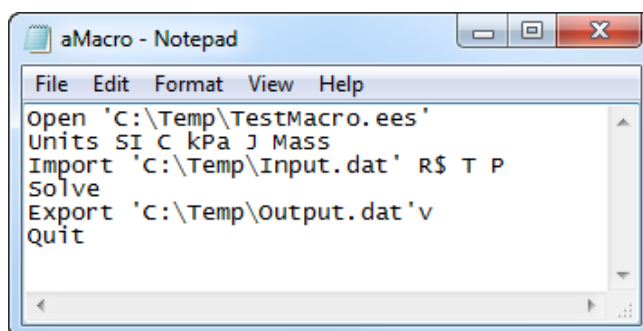 aMacro - Notepad
File Edit Format View Help
Open 'C:\Temp\TestMacro.ees'
Units SI C kPa J Mass
Import 'C:\Temp\Input.dat' R$ T P
Solve
Export 'C:\Temp\Output.dat'v
Quit